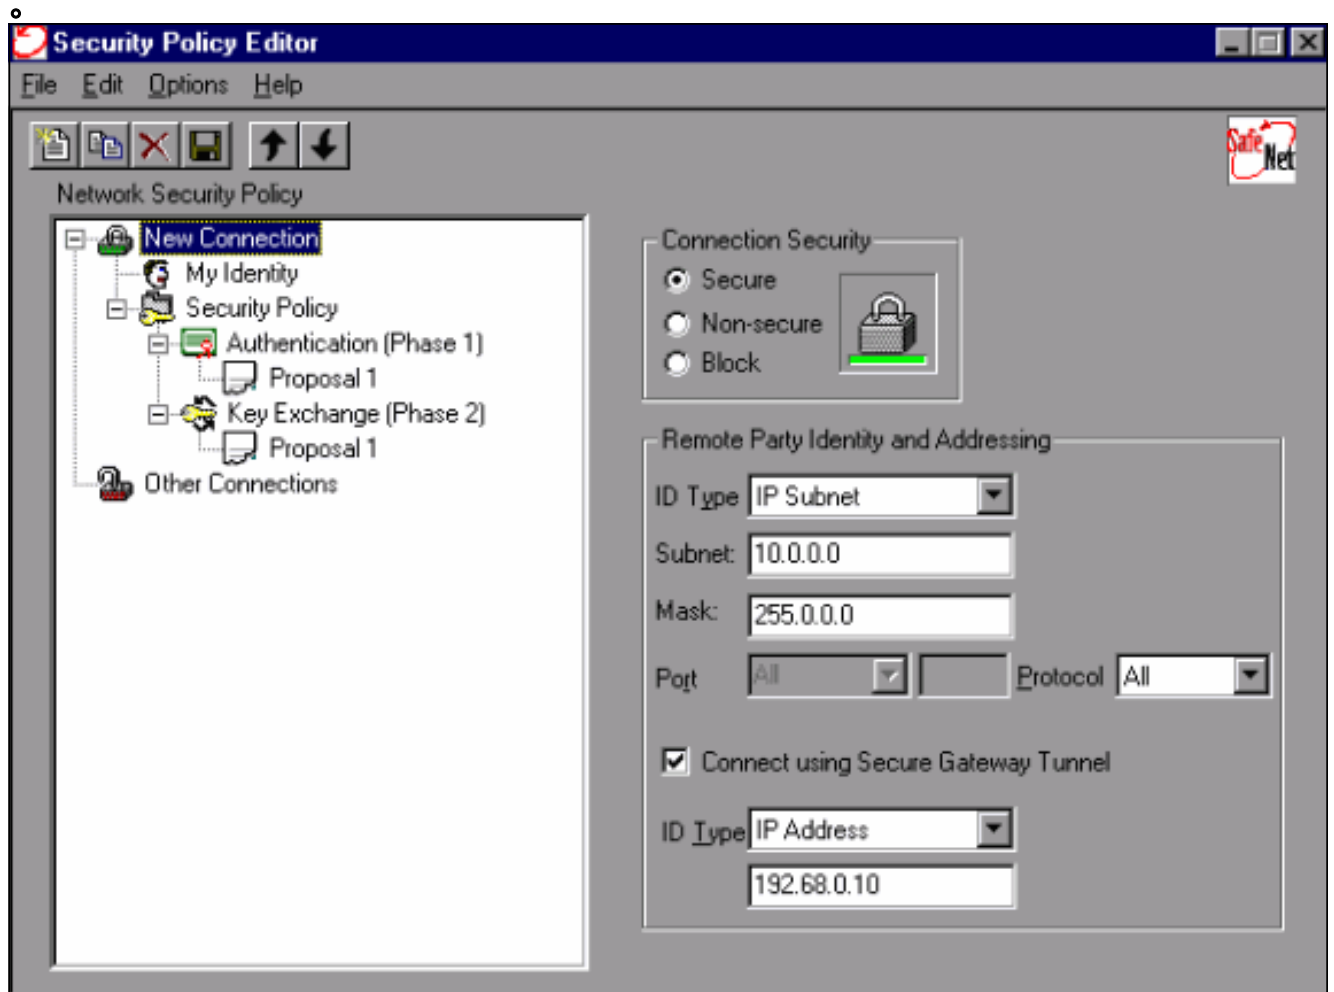 Security Policy Editor
File Edit Options Help
Safe Net
Network Security Policy
New Connection
My Identity
Security Policy
Authentication (Phase 1)
Proposal 1
Key Exchange (Phase 2)
Proposal 1
Other Connections
Connection Security
Secure
Non-secure
Block
Remote Party Identity and Addressing
ID Type IP Subnet
Subnet: 10.0.0.0
Mask: 255.0.0.0
Port All Protocol All
Connect using Secure Gateway Tunnel
ID Type IP Address
192.68.0.10